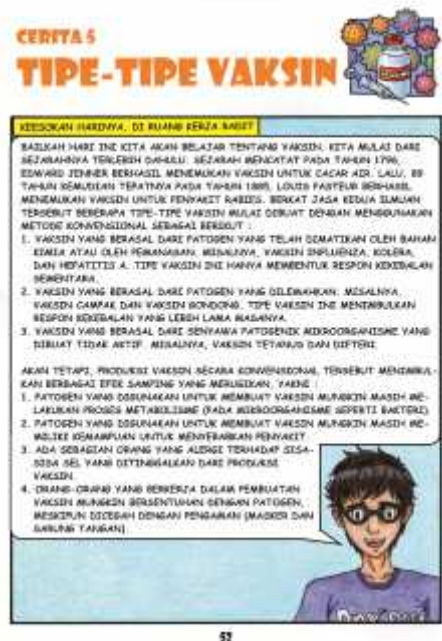 CERITA 5
TIPE-TIPE VAKSIN
KEESOKAN HARINYA, DI RUANG KERJA RADIT
BAIKLAH HARI INI KITA AKAN BELAJAR TENTANG VAKSIN. KITA MULAI DARI
SEJARAHNYA TERLEBIH DAHULU. SEJARAH MENCATAT PADA TAHUN 1796,
EDWARD JENNER BERHASIL MENEMUKAN VAKSIN UNTUK CACAR AIR. LALU, 89
TAHUN KEMUDIAN TEPATNYA PADA TAHUN 1885, LOUIS PASTEUR BERHASIL
MENEMUKAN VAKSIN UNTUK PENYAKIT RABIES. BERKAT JASA KEDUA ILMUAN
TERSEBUT BEBERAPA TIPE-TIPE VAKSIN MULAI DIBUAT DENGAN MENGGUNAKAN
METODE KONVENSIONAL SEBAGAI BERIKUT :
1. VAKSIN YANG BERASAL DARI PATOGEN YANG TELAH DIMATIKAN OLEH BAHAN
KIMIA ATAU OLEH PEMANASAN. MISALNYA, VAKSIN INFLUENZA, KOLERA,
DAN HEPATITIS A. TIPE VAKSIN INI HANYA MEMBENTUK RESPON KEKEBALAN
SEMENTARA.
2. VAKSIN YANG BERASAL DARI PATOGEN YANG DILEMAHKAN. MISALNYA,
VAKSIN CAMPAK DAN VAKSIN GONDONG. TIPE VAKSIN INI MENIMBULKAN
RESPON KEKEBALAN YANG LEBIH LAMA MASANYA.
3. VAKSIN YANG BERASAL DARI SENYAWA PATOGENIK MIKROORGANISME YANG
DIBUAT TIDAK AKTIF. MISALNYA, VAKSIN TETANUS DAN DIFTERI.
AKAN TETAPI, PRODUKSI VAKSIN SECARA KONVENSIONAL TERSEBUT MENIMBUL-
KAN BERBAGAI EFEK SAMPING YANG MERUGIKAN, YAKNI :
1. PATOGEN YANG DIGUNAKAN UNTUK MEMBUAT VAKSIN MUNGKIN MASIH ME-
LAKUKAN PROSES METABOLISME (PADA MIKROORGANISME SEPERTI BAKTERI).
2. PATOGEN YANG DIGUNAKAN UNTUK MEMBUAT VAKSIN MUNGKIN MASIH ME-
MILIKI KEMAMPUAN UNTUK MENYEBABKAN PENYAKIT.
3. ADA SEBAGIAN ORANG YANG ALERGI TERHADAP SISA-
SISA SEL YANG DITINGGALKAN DARI PRODUKSI
VAKSIN.
4. ORANG-ORANG YANG BERKERJA DALAM PEMBUATAN
VAKSIN MUNGKIN BERSENTUHAN DENGAN PATOGEN,
MESKIPUN DICEGAH DENGAN PENGAMAN (MASKER DAN
SARUNG TANGAN).
52